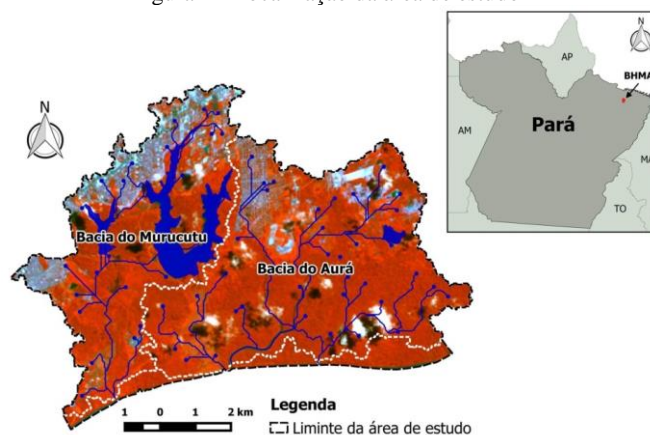 N
Bacia do Murucutu
Bacia do Aurá
1 0 1 2 km
Legenda
Liminte da área de estudo
N
AP
BHMA
Pará
AM
MA
TO